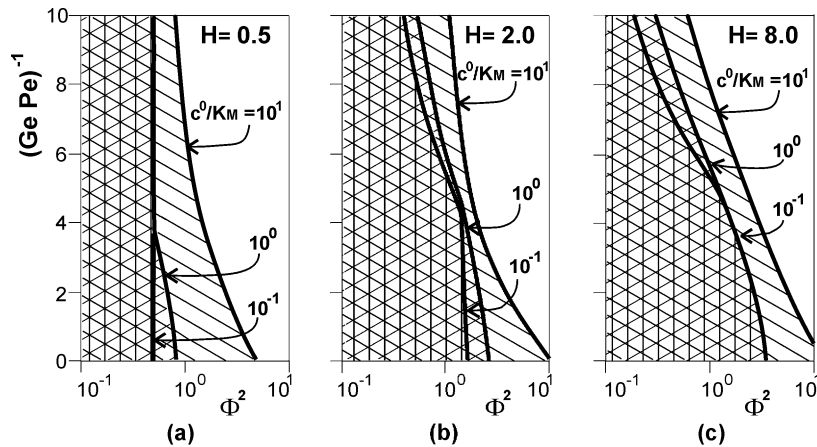 (Ge Pe)⁻¹
10
8
6
4
2
0
H= 0.5
c⁰/KM =10¹
10⁰
10⁻¹
10⁻¹ 10⁰ 10¹
Φ²
(a)
H= 2.0
c⁰/KM =10¹
10⁰
10⁻¹
10⁻¹ 10⁰ 10¹
Φ²
(b)
H= 8.0
c⁰/KM =10¹
10⁰
10⁻¹
10⁻¹ 10⁰ 10¹
Φ²
(c)